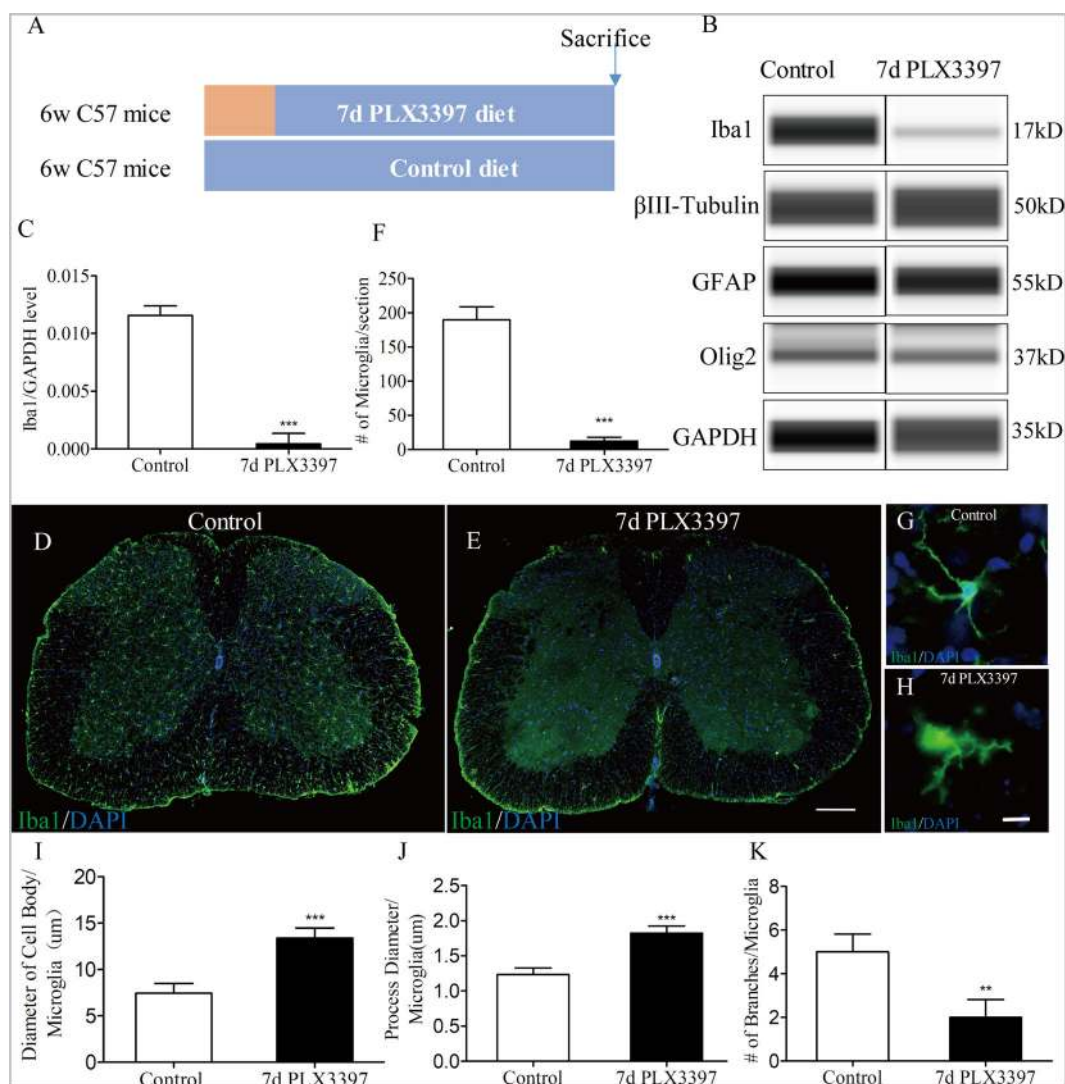 A
Sacrifice
6w C57 mice
7d PLX3397 diet
6w C57 mice
Control diet
B
Control
7d PLX3397
Iba1
17kD
βIII-Tubulin
50kD
GFAP
55kD
Olig2
37kD
GAPDH
35kD
C
Iba1/GAPDH level
0.015
0.010
0.005
0.000
***
Control
7d PLX3397
F
# of Microglia/section
250
200
150
100
50
0
***
Control
7d PLX3397
D
Control
Iba1/DAPI
E
7d PLX3397
Iba1/DAPI
G
Control
Iba1/DAPI
H
7d PLX3397
Iba1/DAPI
I
Diameter of Cell Body/
Microglia (um)
20
15
10
5
0
***
Control
7d PLX3397
J
Process Diameter/
Microglia(um)
2.5
2.0
1.5
1.0
0.5
0.0
***
Control
7d PLX3397
K
# of Branches/Microglia
8
6
4
2
0
**
Control
7d PLX3397